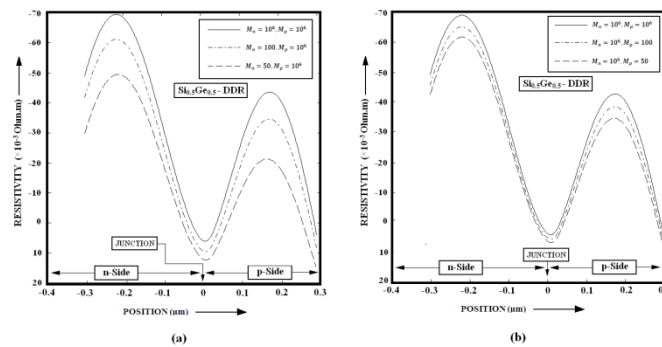 -70
-60
-50
-40
-30
-20
-10
0
10
20
RESISTIVITY (×10⁻³ Ohm.m)
Mₙ = 10⁶. Mₚ = 10⁶
Mₙ = 100. Mₚ = 10⁶
Mₙ = 50. Mₚ = 10⁶
Si₀.₅Ge₀.₅ - DDR
JUNCTION
n-Side
p-Side
-0.4 -0.3 -0.2 -0.1 0 0.1 0.2 0.3
POSITION (μm)
(a)
-70
-60
-50
-40
-30
-20
-10
0
10
20
RESISTIVITY (×10⁻³ Ohm.m)
Mₙ = 10⁶. Mₚ = 10⁶
Mₙ = 10⁶. Mₚ = 100
Mₙ = 10⁶. Mₚ = 50
Si₀.₅Ge₀.₅ - DDR
JUNCTION
n-Side
p-Side
-0.4 -0.3 -0.2 -0.1 0 0.1 0.2
POSITION (μm)
(b)